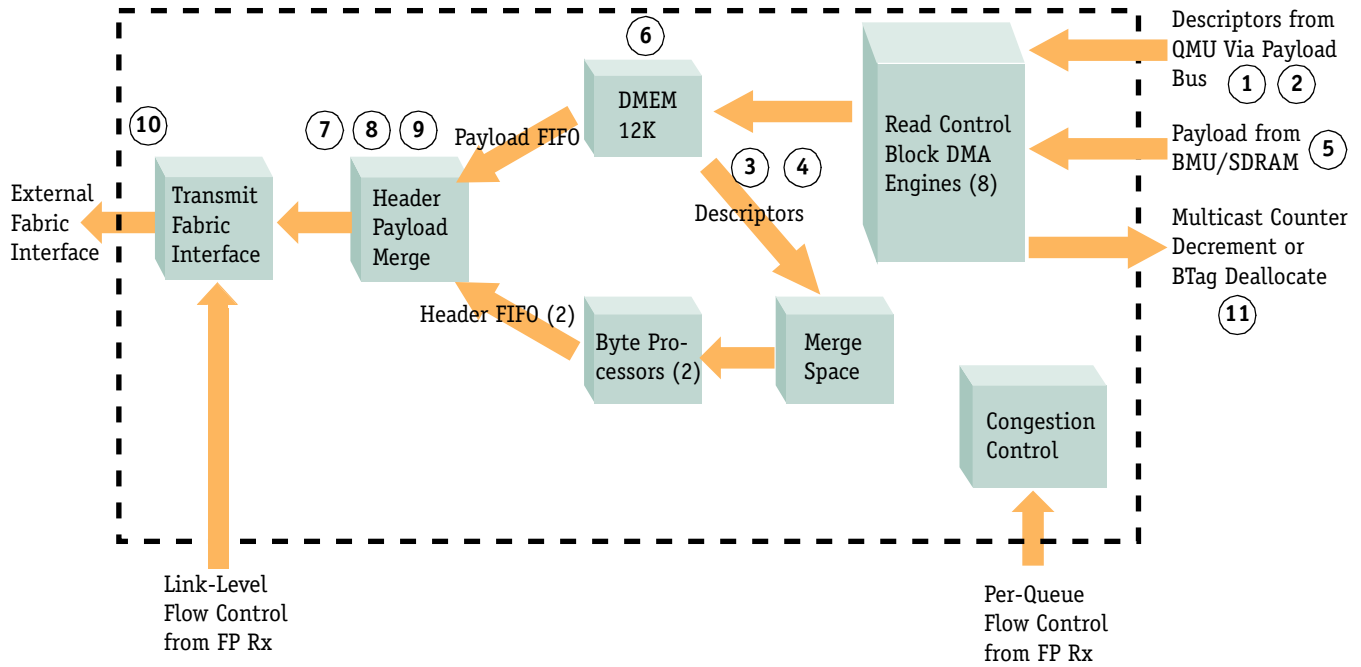 Descriptors from
QMU Via Payload
Bus 1 2
6
DMEM
12K
Read Control
Block DMA
Engines (8)
Payload from
BMU/SDRAM 5
10
7 8 9
Payload FIFO
3 4
Descriptors
External
Fabric
Interface
Transmit
Fabric
Interface
Header
Payload
Merge
Multicast Counter
Decrement or
BTag Deallocate
11
Header FIFO (2)
Byte Pro-
cessors (2)
Merge
Space
Congestion
Control
Link-Level
Flow Control
from FP Rx
Per-Queue
Flow Control
from FP Rx